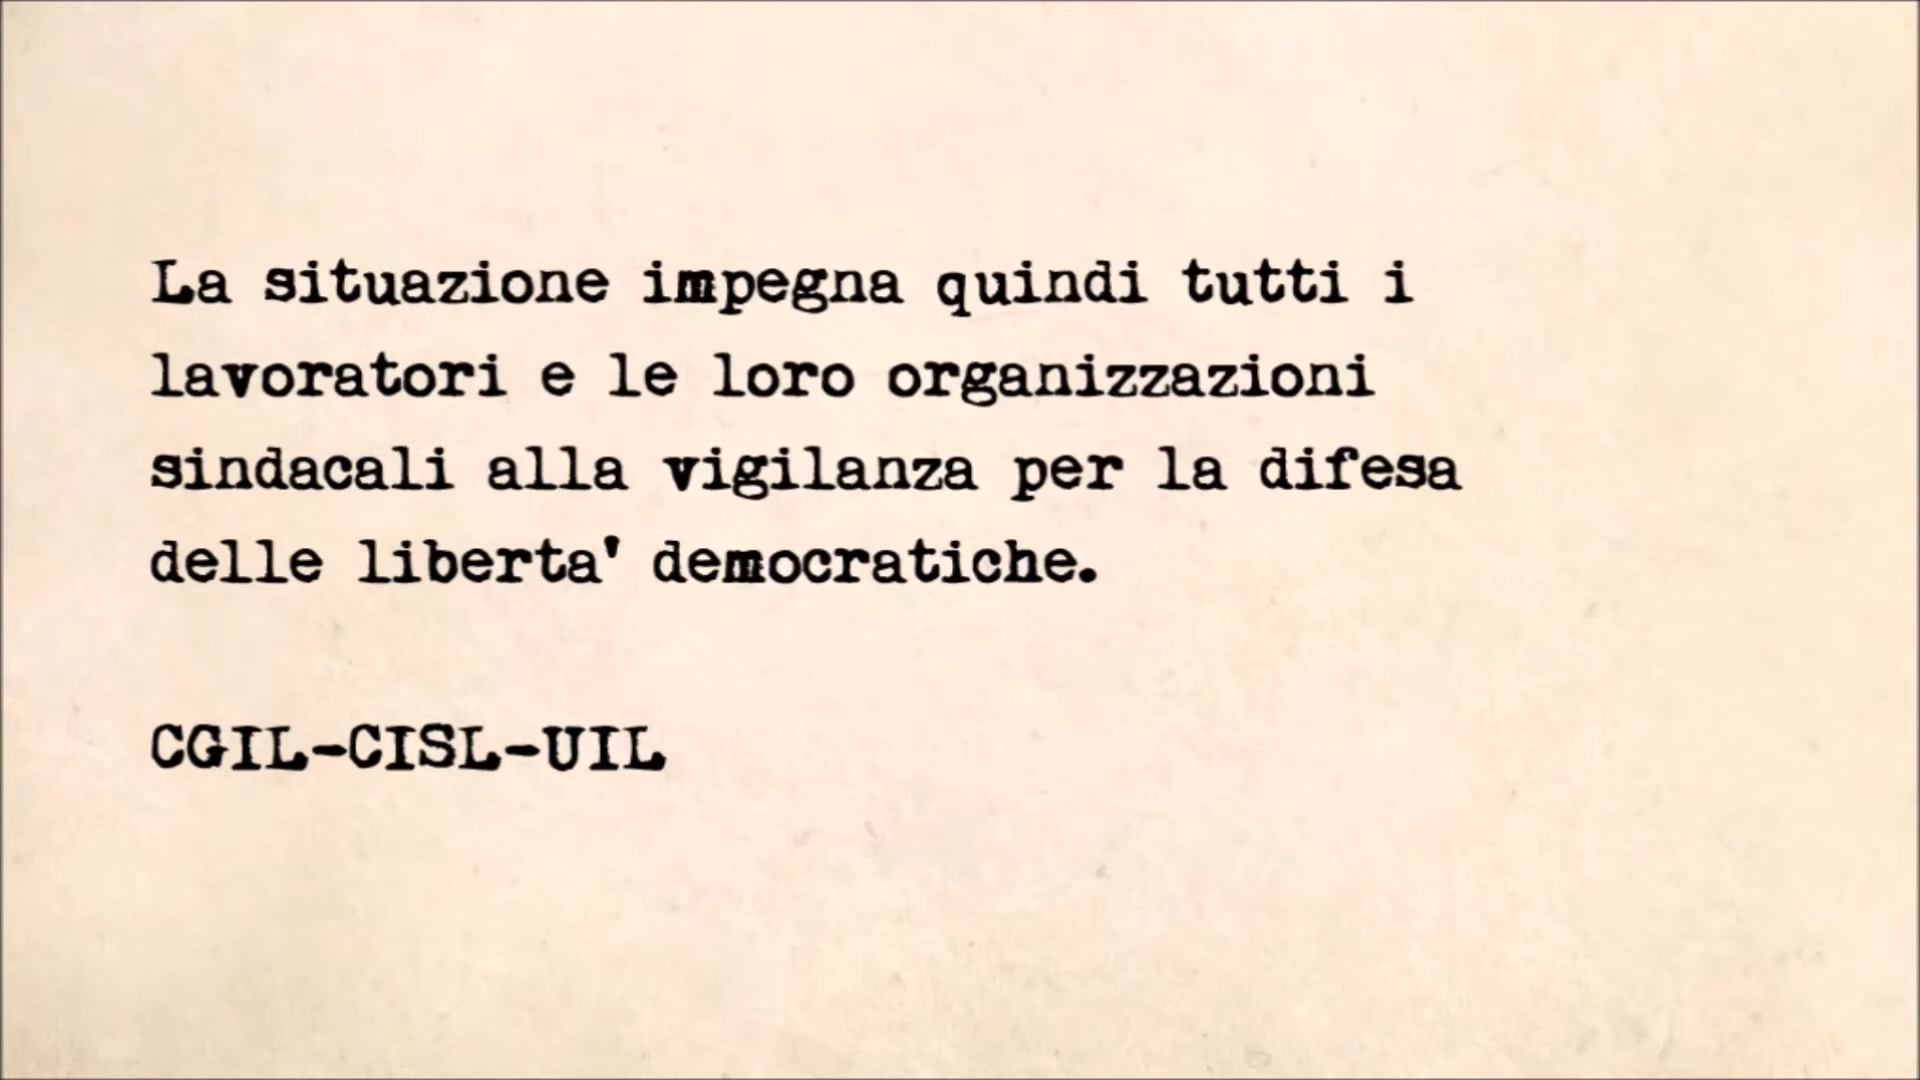 La situazione impegna quindi tutti i
lavoratori e le loro organizzazioni
sindacali alla vigilanza per la difesa
delle liberta' democratiche.
CGIL-CISL-UIL